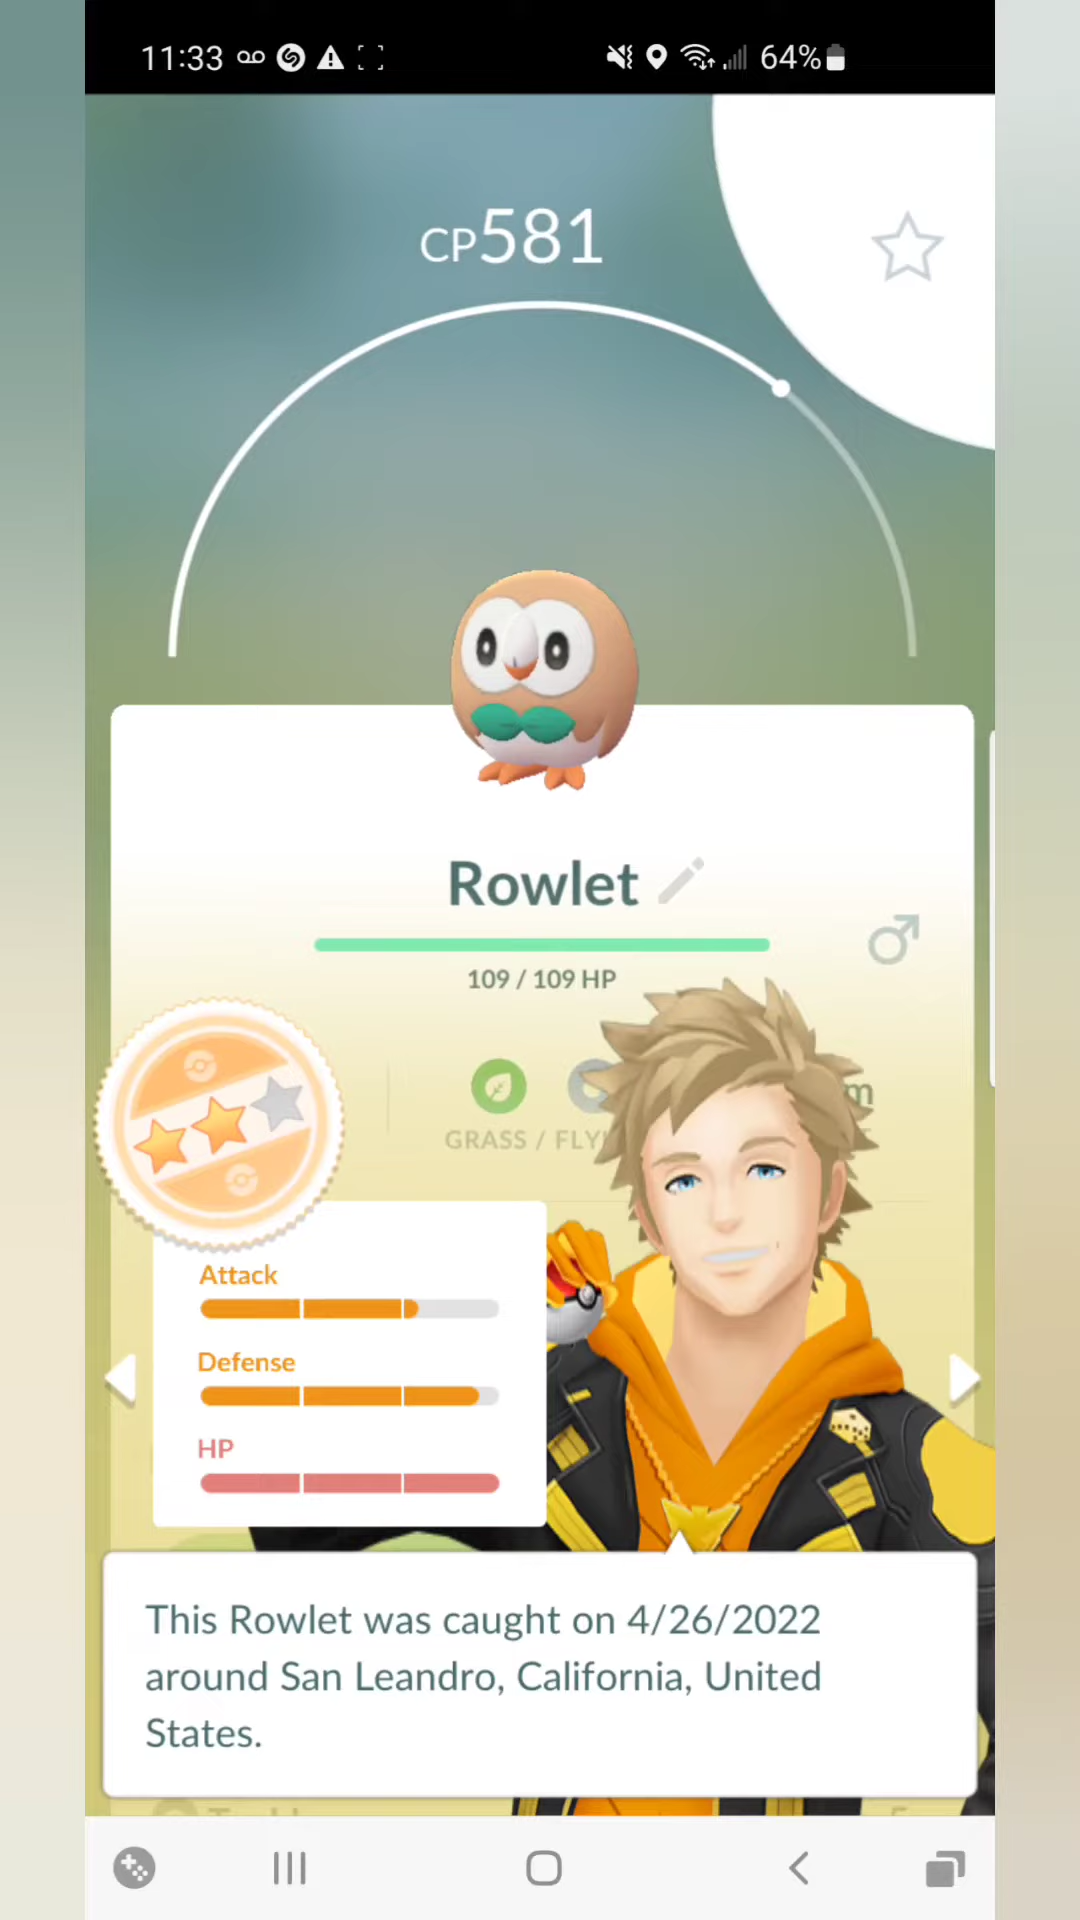 11:33
64%
CP581
Rowlet
109 / 109 HP
GRASS /
Attack
Defense
HP
This Rowlet was caught on 4/26/2022
around San Leandro, California, United
States.